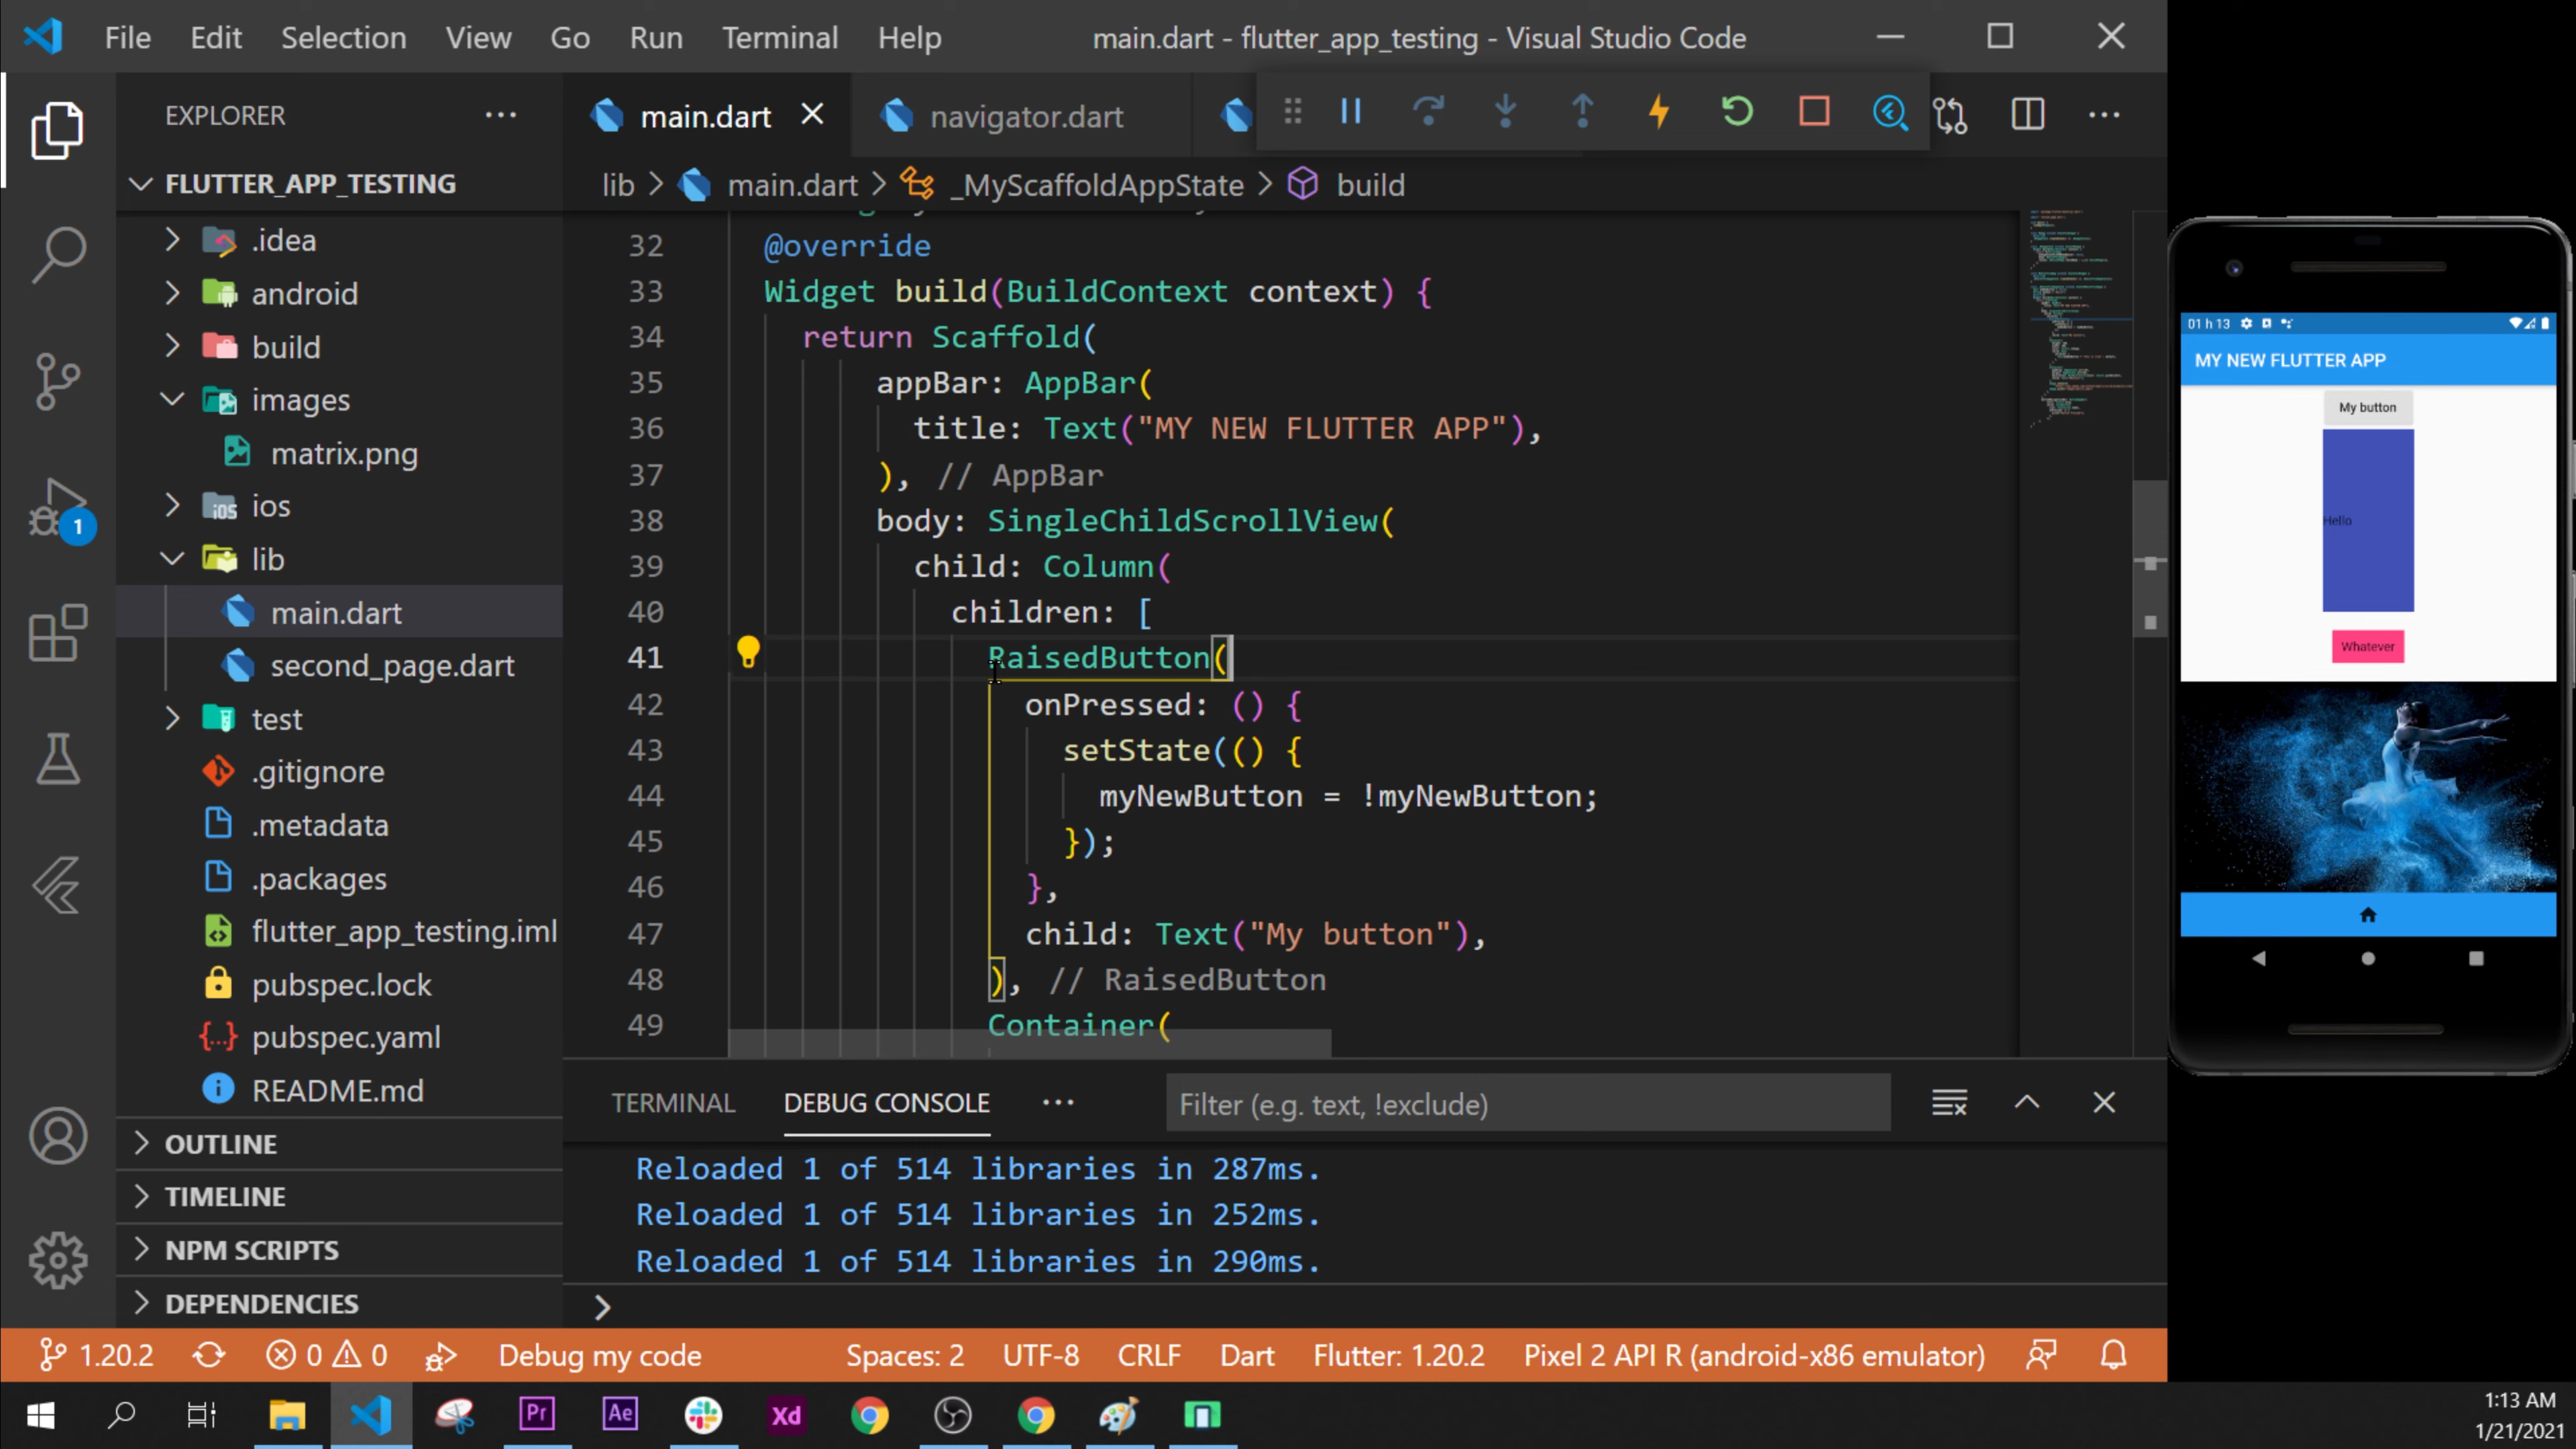 File Edit Selection View Go Run Terminal Help main.dart - flutter_app_testing - Visual Studio Code
EXPLORER
main.dart navigator.dart
FLUTTER_APP_TESTING
lib > main.dart > _MyScaffoldAppState > build
.idea
android
build
images
matrix.png
ios
iOS
lib
main.dart
second_page.dart
test
.gitignore
.metadata
.packages
flutter_app_testing.iml
pubspec.lock
pubspec.yaml
README.md
OUTLINE
TIMELINE
NPM SCRIPTS
DEPENDENCIES
1
32 @override
33 Widget build(BuildContext context) {
34 return Scaffold(
35 appBar: AppBar(
36 title: Text("MY NEW FLUTTER APP"),
37 ), // AppBar
38 body: SingleChildScrollView(
39 child: Column(
40 children: [
41 RaisedButton(
42 onPressed: () {
43 setState(() {
44 myNewButton = !myNewButton;
45 });
46 },
47 child: Text("My button"),
48 ), // RaisedButton
49 Container(
TERMINAL DEBUG CONSOLE Filter (e.g. text, !exclude)
Reloaded 1 of 514 libraries in 287ms.
Reloaded 1 of 514 libraries in 252ms.
Reloaded 1 of 514 libraries in 290ms.
01 h 13
MY NEW FLUTTER APP
My button
Hello
Whatever
1.20.2 0 0 Debug my code Spaces: 2 UTF-8 CRLF Dart Flutter: 1.20.2 Pixel 2 API R (android-x86 emulator)
Pr Ae Xd
1:13 AM
1/21/2021